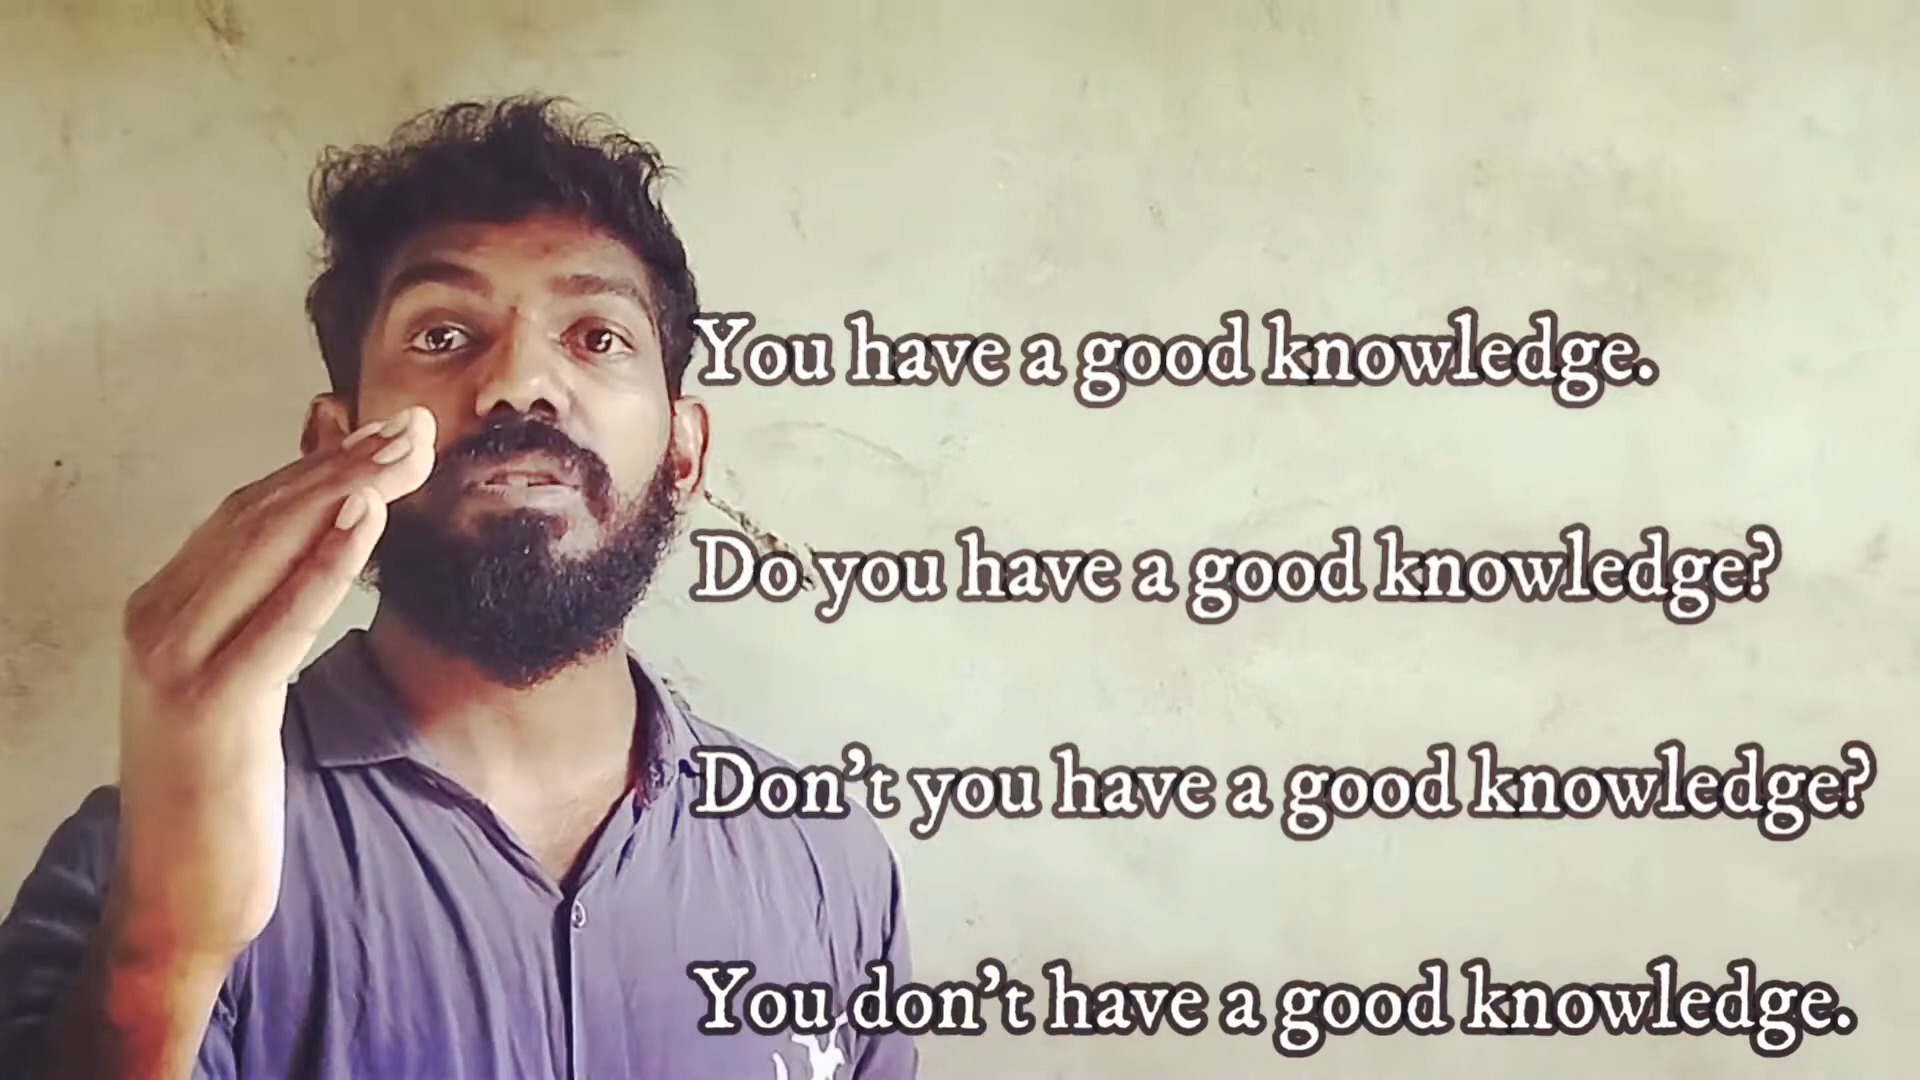 You have a good knowledge.
Do you have a good knowledge?
Don't you have a good knowledge?
You don't have a good knowledge.